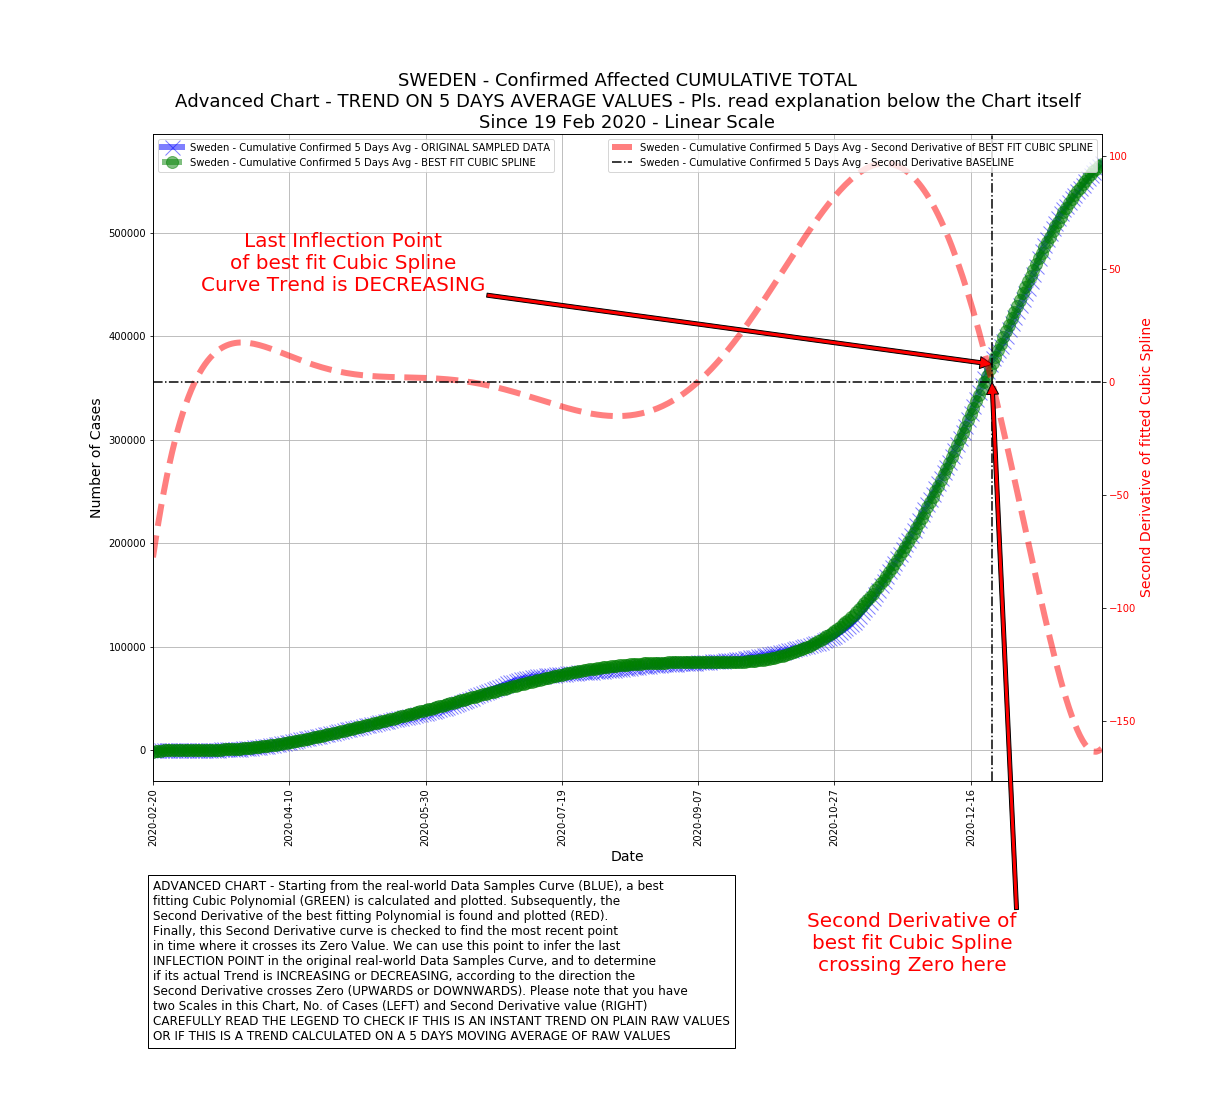 SWEDEN - Confirmed Affected CUMULATIVE TOTAL
Advanced Chart - TREND ON 5 DAYS AVERAGE VALUES - Pls. read explanation below the Chart itself
Since 19 Feb 2020 - Linear Scale
Sweden - Cumulative Confirmed 5 Days Avg - ORIGINAL SAMPLED DATA
Sweden - Cumulative Confirmed 5 Days Avg - BEST FIT CUBIC SPLINE
Sweden - Cumulative Confirmed 5 Days Avg - Second Derivative of BEST FIT CUBIC SPLINE
Sweden - Cumulative Confirmed 5 Days Avg - Second Derivative BASELINE
Last Inflection Point
of best fit Cubic Spline
Curve Trend is DECREASING
Number of Cases
500000
400000
300000
200000
100000
0
100
50
0
−50
−100
−150
Second Derivative of fitted Cubic Spline
2020-02-20
2020-04-10
2020-05-30
2020-07-19
2020-09-07
2020-10-27
2020-12-16
Date
ADVANCED CHART - Starting from the real-world Data Samples Curve (BLUE), a best
fitting Cubic Polynomial (GREEN) is calculated and plotted. Subsequently, the
Second Derivative of the best fitting Polynomial is found and plotted (RED).
Finally, this Second Derivative curve is checked to find the most recent point
in time where it crosses its Zero Value. We can use this point to infer the last
INFLECTION POINT in the original real-world Data Samples Curve, and to determine
if its actual Trend is INCREASING or DECREASING, according to the direction the
Second Derivative crosses Zero (UPWARDS or DOWNWARDS). Please note that you have
two Scales in this Chart, No. of Cases (LEFT) and Second Derivative value (RIGHT)
CAREFULLY READ THE LEGEND TO CHECK IF THIS IS AN INSTANT TREND ON PLAIN RAW VALUES
OR IF THIS IS A TREND CALCULATED ON A 5 DAYS MOVING AVERAGE OF RAW VALUES
Second Derivative of
best fit Cubic Spline
crossing Zero here